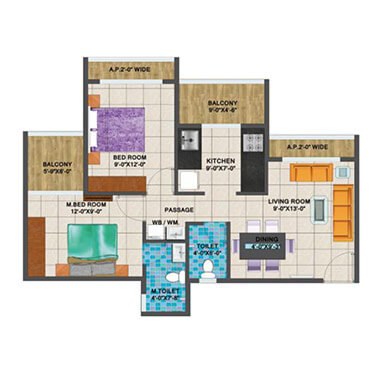 A.P.2'-0" WIDE
BALCONY
9'-0"X4'-6"
A.P.2'-0" WIDE
BALCONY
5'-9"X6'-0"
BED ROOM
9'-0"X12'-0"
KITCHEN
9'-0"X7'-0"
M.BED ROOM
12'-0"X9'-0"
LIVING ROOM
9'-0"X13'-0"
PASSAGE
WB / WM.
TOILET
4'-0"X6'-0"
DINING
M.TOILET
4'-0"X7'-8"